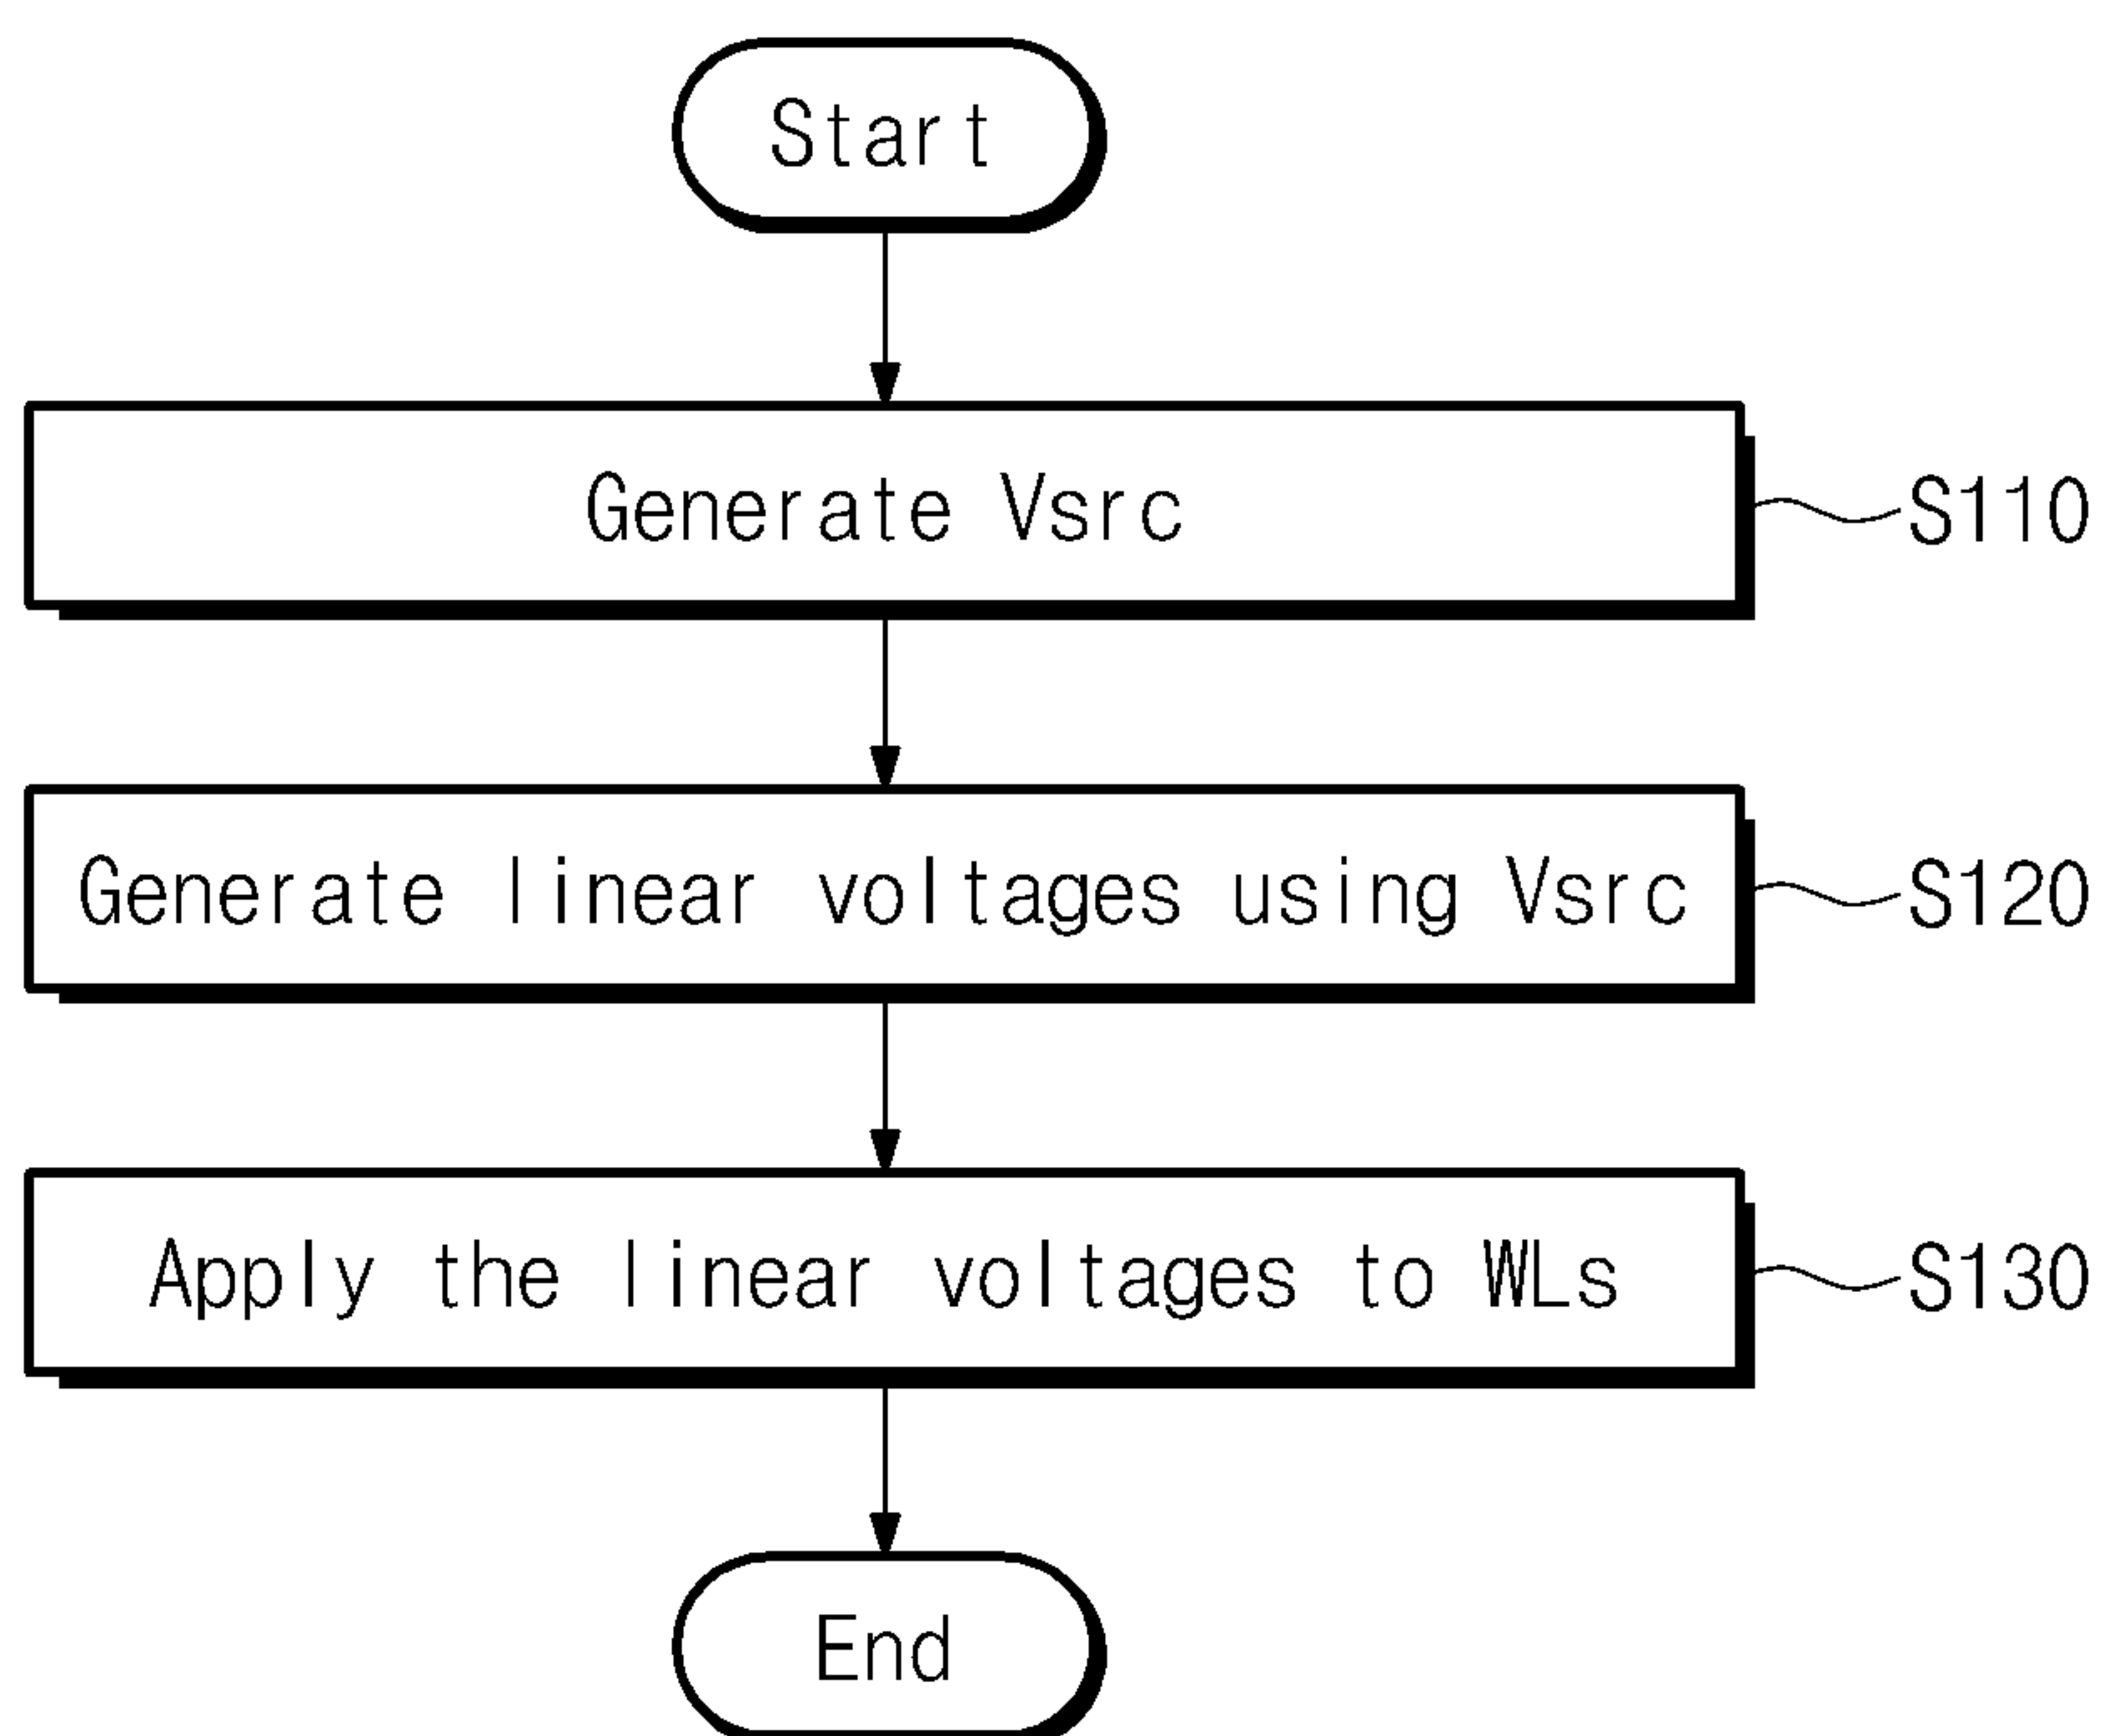 Start
Generate Vsrc
S110
Generate linear voltages using Vsrc
S120
Apply the linear voltages to WLs
S130
End